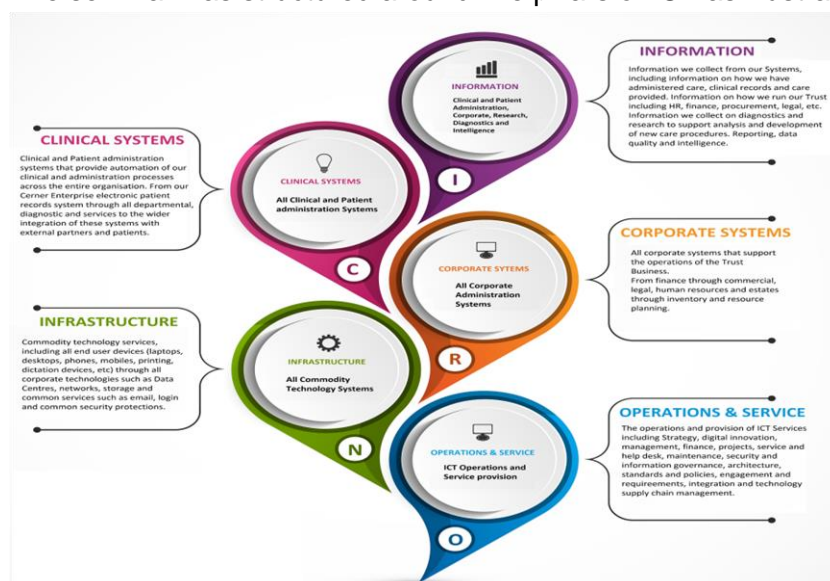 INFORMATION
Information we collect from our Systems,
including information on how we have
administered care, clinical records and care
provided. Information on how we run our Trust
including HR, finance, procurement, legal, etc.
Information we collect on diagnostics and
research to support analysis and development
of new care procedures. Reporting, data
quality and intelligence.
INFORMATION
Clinical and Patient
Administration,
Corporate, Research,
Diagnostics and
Intelligence
I
CLINICAL SYSTEMS
Clinical and Patient administration
systems that provide automation of our
clinical and administration processes
across the entire organisation. From our
Cerner Enterprise electronic patient
records system through all departmental,
diagnostic and services to the wider
integration of these systems with
external partners and patients.
CLINICAL SYSTEMS
All Clinical and Patient
administration Systems
C
CORPORATE SYTEMS
All Corporate
Administration
Systems
R
CORPORATE SYSTEMS
All corporate systems that support
the operations of the Trust
Business.
From finance through commercial,
legal, human resources and estates
through inventory and resource
planning.
INFRASTRUCTURE
Commodity technology services,
including all end user devices (laptops,
desktops, phones, mobiles, printing,
dictation devices, etc) through all
corporate technologies such as Data
Centres, networks, storage and
common services such as email, login
and common security protections.
INFRASTRUCTURE
All Commodity
Technology Systems
N
OPERATIONS & SERVICE
ICT Operations and
Service provision
O
OPERATIONS & SERVICE
The operations and provision of ICT Services
including Strategy, digital innovation,
management, finance, projects, service and
help desk, maintenance, security and
information governance, architecture,
standards and policies, engagement and
requireements, integration and technology
supply chain management.